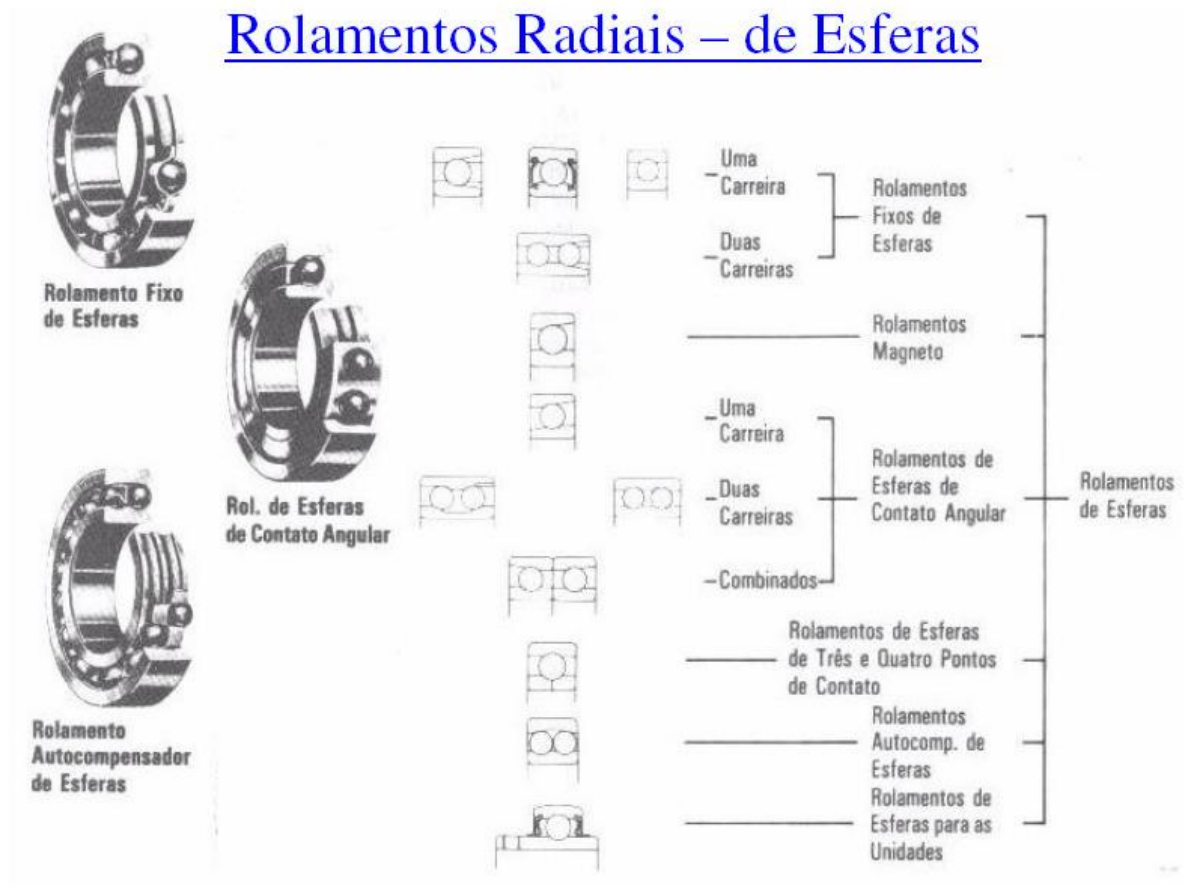 Rolamentos Radiais – de Esferas
Rolamento Fixo
de Esferas
Rol. de Esferas
de Contato Angular
Rolamento
Autocompensador
de Esferas
Uma
Carreira
Duas
Carreiras
Rolamentos
Fixos de
Esferas
Rolamentos
Magneto
Uma
Carreira
Duas
Carreiras
Combinados
Rolamentos de
Esferas de
Contato Angular
Rolamentos de Esferas
de Três e Quatro Pontos
de Contato
Rolamentos
Autocomp. de
Esferas
Rolamentos de
Esferas para as
Unidades
Rolamentos
de Esferas